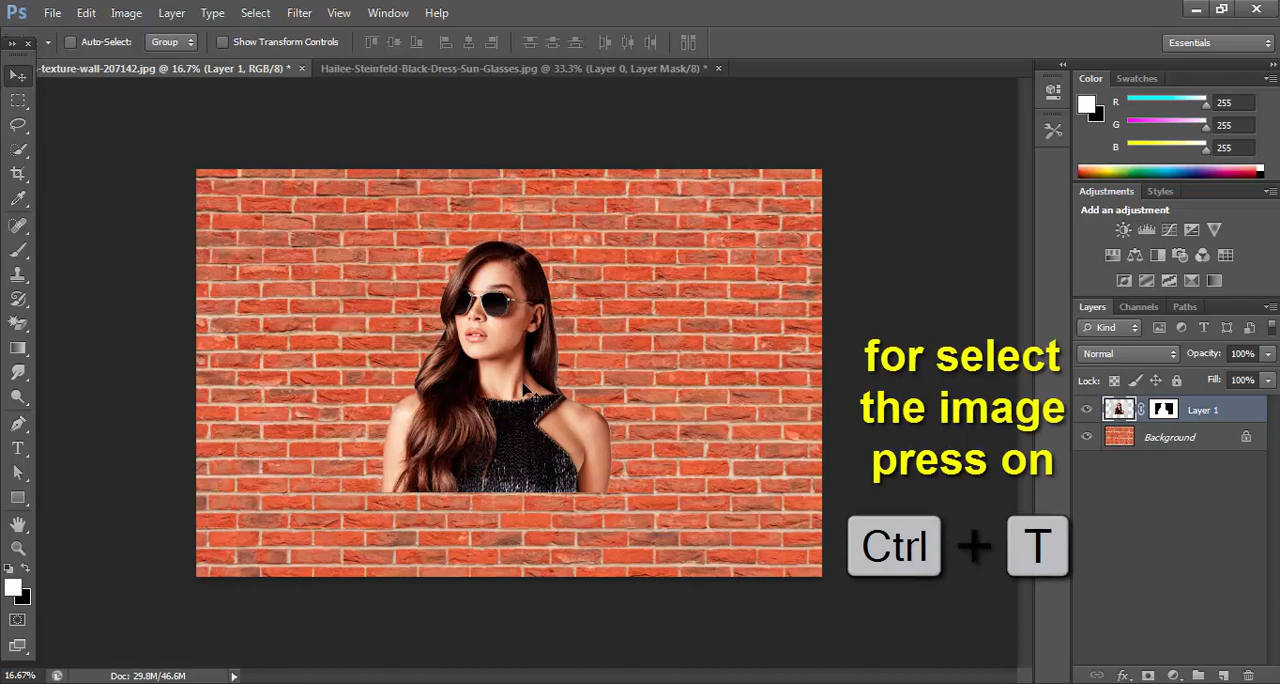 Ps File Edit Image Layer Type Select Filter View Window Help
Auto-Select: Group Show Transform Controls Essentials
-texture-wall-207142.jpg @ 16.7% (Layer 1, RGB/8) * × Hailee-Steinfeld-Black-Dress-Sun-Glasses.jpg @ 33.3% (Layer 0, Layer Mask/8) * ×
Color Swatches
R 255
G 255
B 255
Adjustments Styles
Add an adjustment
Layers Channels Paths
Kind
Normal Opacity: 100%
Lock: Fill: 100%
Layer 1
Background
for select
the image
press on
Ctrl + T
16.67% Doc: 29.8M/46.6M